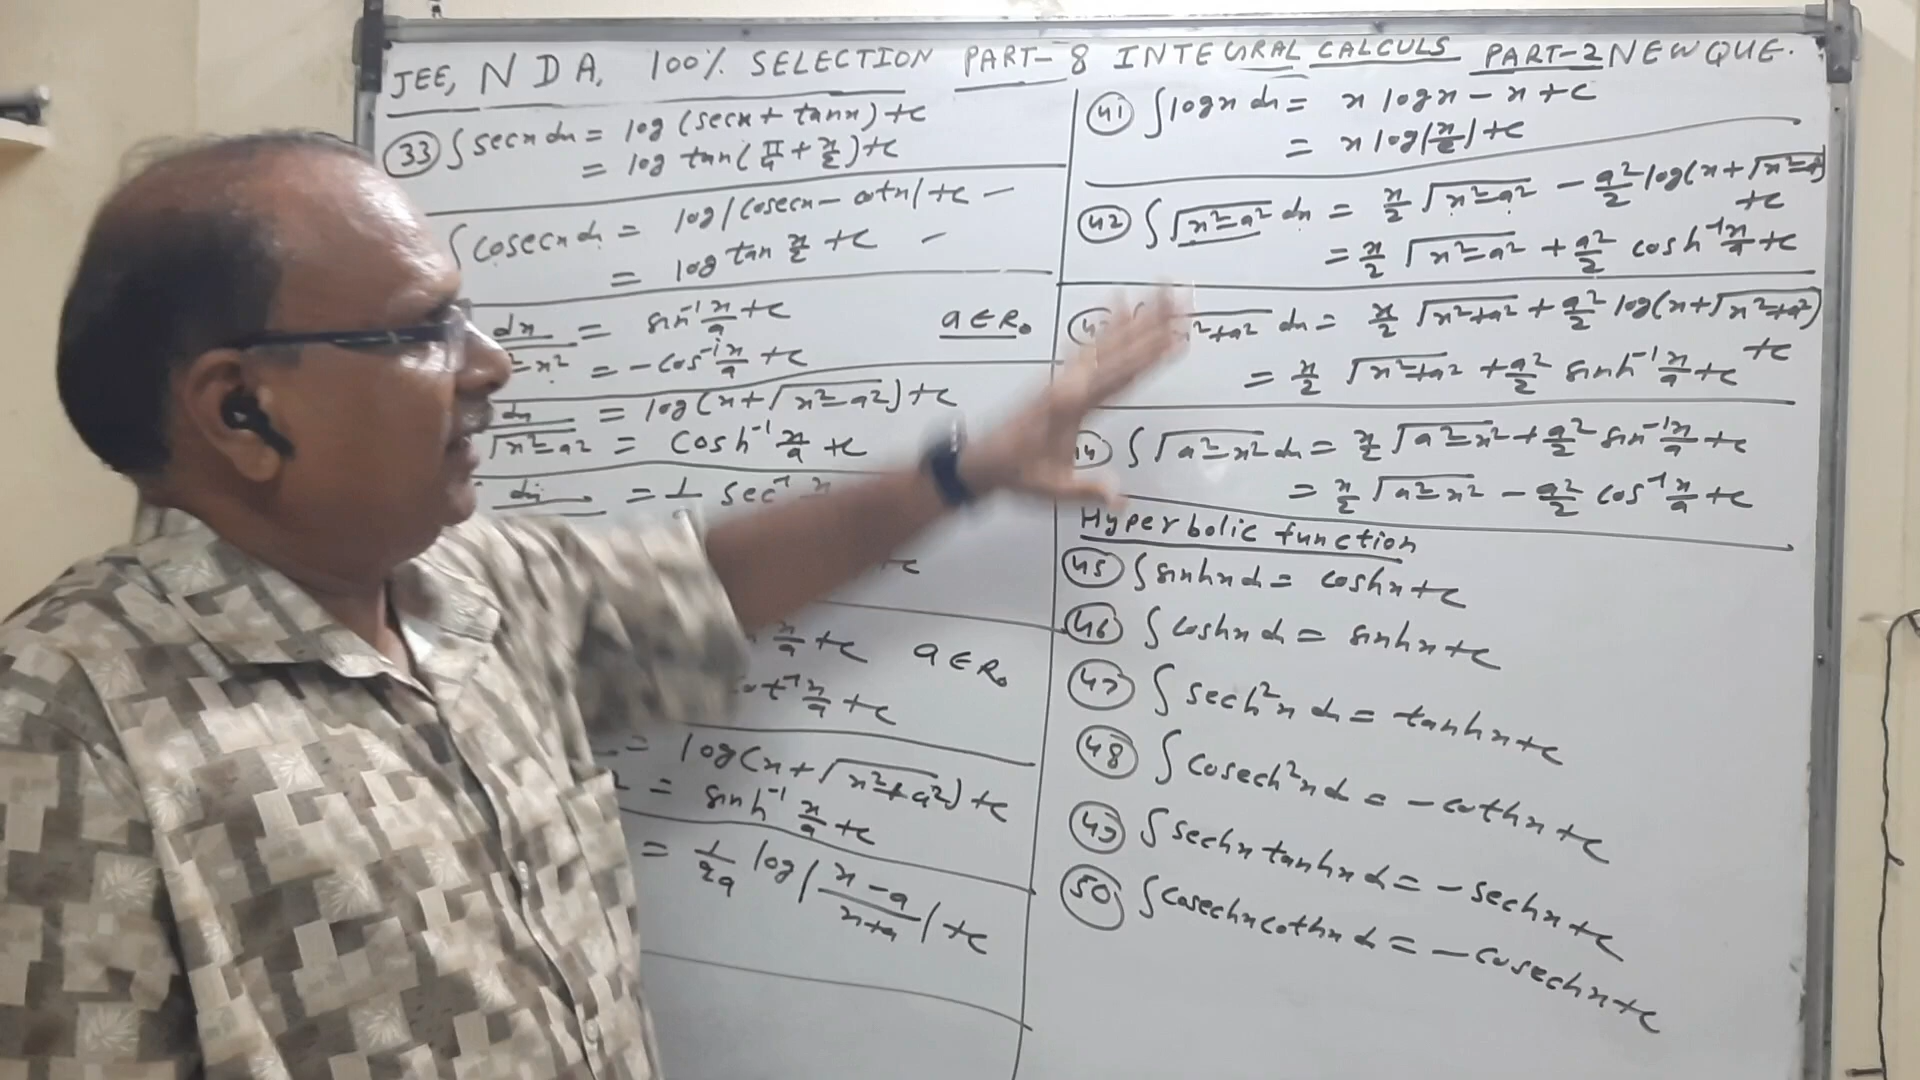 JEE, NDA, 100% SELECTION PART-8 INTEGRAL CALCULS PART-2 NEW QUE.
33 ∫secx dx = log(secx + tanx) + c
= log tan(π/4 + x/2) + c
∫cosecx dx = log|cosecx - cotx| + c -
= log tan x/2 + c -
dx = sin⁻¹ x/a + c a ∈ R₀
²-x² = -cos⁻¹ x/a + c
dx = log(x + √x²-a²) + c
√x²-a² = cosh⁻¹ x/a + c
dx = 1/a sec⁻¹ x
+ c
x/a + c a ∈ R₀
cot⁻¹ x/a + c
= log(x + √x²+a²) + c
= sinh⁻¹ x/a + c
= 1/2a log|x-a/x+a| + c
41 ∫logx dx = x logx - x + c
= x log|x/e| + c
42 ∫√x²-a² dx = x/2 √x²-a² - a²/2 log(x + √x²-a²) + c
= x/2 √x²-a² + a²/2 cosh⁻¹ x/a + c
x²+a² dx = x/2 √x²+a² + a²/2 log(x + √x²+a²) + c
= x/2 √x²+a² + a²/2 sinh⁻¹ x/a + c
∫√a²-x² dx = x/2 √a²-x² + a²/2 sin⁻¹ x/a + c
= x/2 √a²-x² - a²/2 cos⁻¹ x/a + c
Hyperbolic function
45 ∫sinhx dx = coshx + c
46 ∫coshx dx = sinhx + c
47 ∫sech²x dx = tanhx + c
48 ∫cosech²x dx = -cothx + c
49 ∫sechx tanhx dx = -sechx + c
50 ∫cosechx cothx dx = -cosechx + c